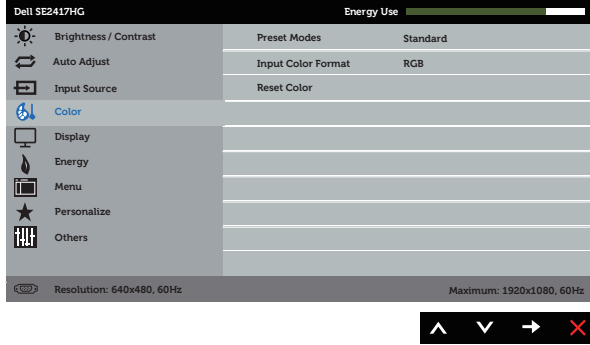 Dell SE2417HG Energy Use
Brightness / Contrast Preset Modes Standard
Auto Adjust Input Color Format RGB
Input Source Reset Color
Color
Display
Energy
Menu
Personalize
Others
Resolution: 640x480, 60Hz Maximum: 1920x1080, 60Hz